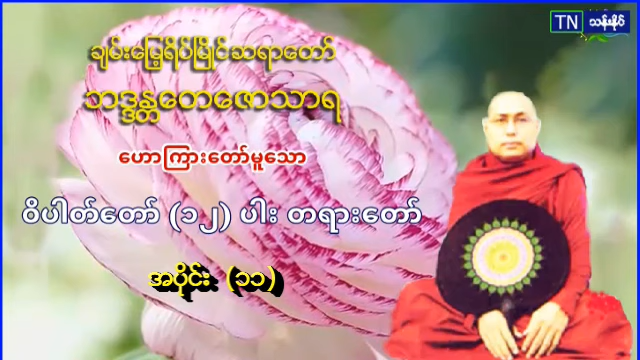 TN သန်းနိုင်
ချမ်းမြေ့ရိပ်မြိုင်ဆရာတော်
ဘဒ္ဒန္တတေဇောသာရ
ဟောကြားတော်မူသော
ဝိပါတ်တော် (၁၂) ပါး တရားတော်
အပိုင်း (၁၁)